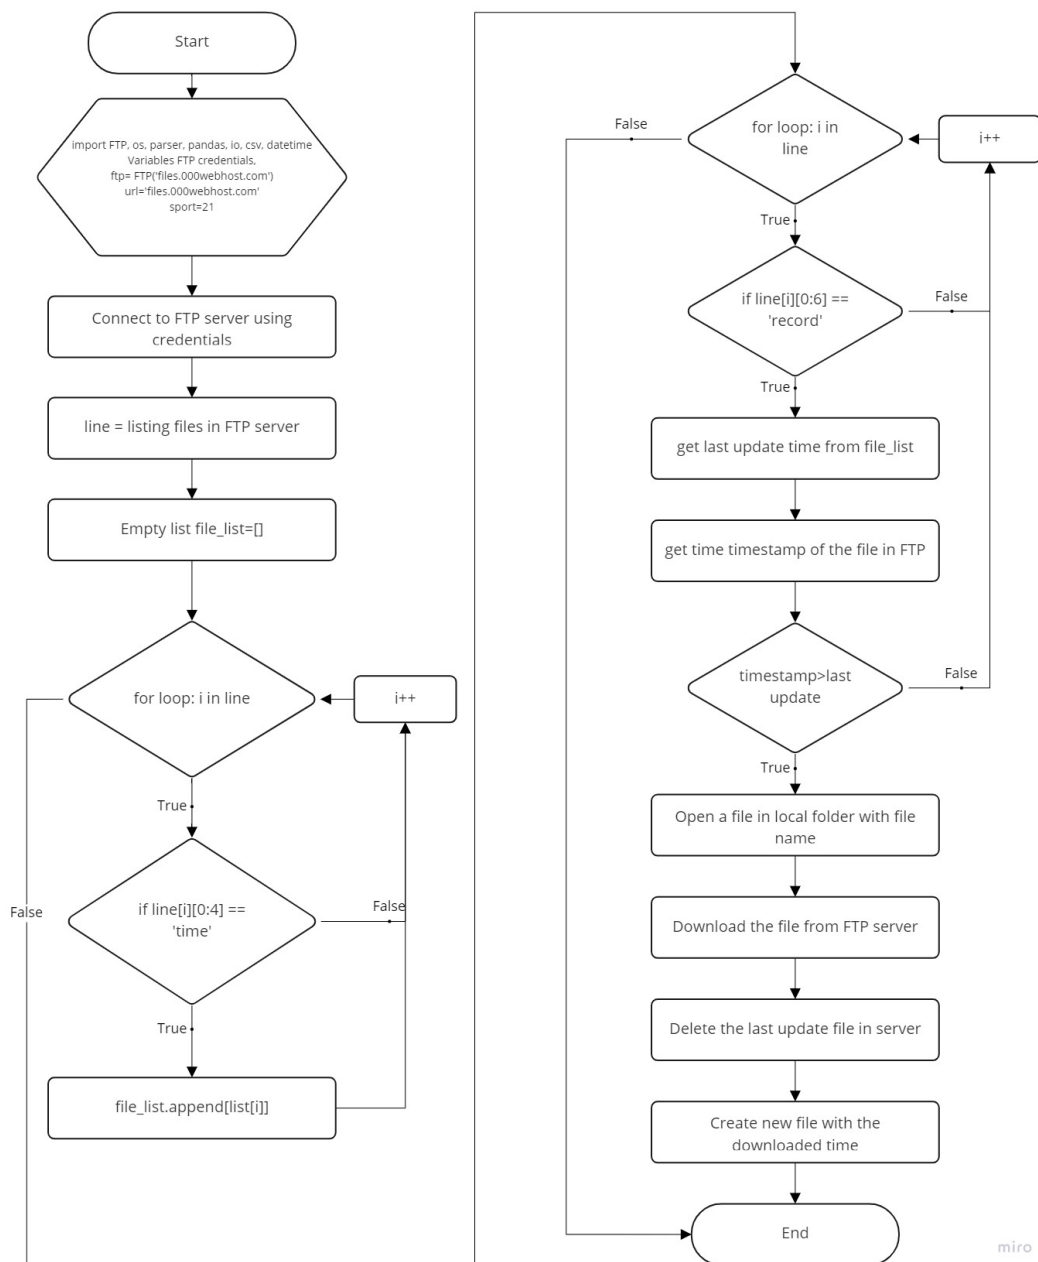 Start
import FTP, os, parser, pandas, io, csv, datetime
Variables FTP credentials,
ftp= FTP('files.000webhost.com')
url='files.000webhost.com'
sport=21
Connect to FTP server using
credentials
line = listing files in FTP server
Empty list file_list=[]
for loop: i in line
i++
True
False
if line[i][0:4] ==
'time'
False
True
file_list.append[list[i]]
for loop: i in
line
False
i++
True
if line[i][0:6] ==
'record'
False
True
get last update time from file_list
get time timestamp of the file in FTP
timestamp>last
update
False
True
Open a file in local folder with file
name
Download the file from FTP server
Delete the last update file in server
Create new file with the
downloaded time
End
miro